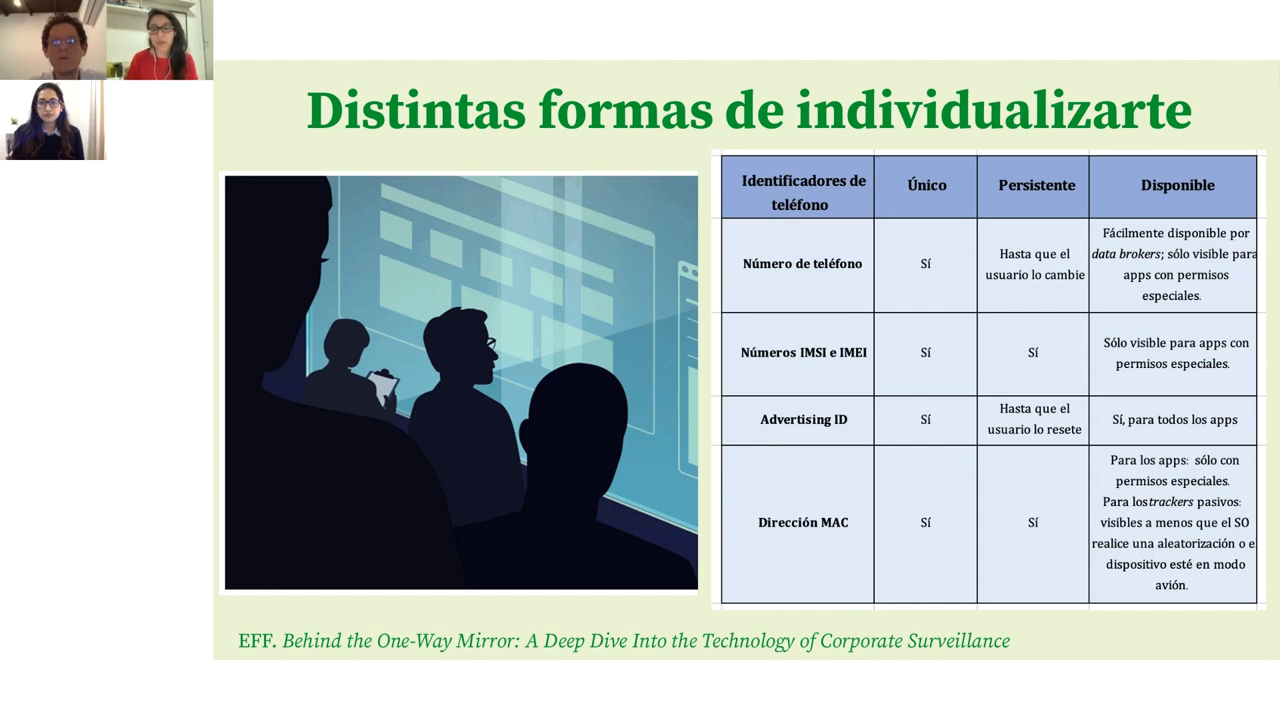 Distintas formas de individualizarte
Identificadores de
teléfono
Único
Persistente
Disponible
Número de teléfono
Sí
Hasta que el
usuario lo cambie
Fácilmente disponible por
data brokers; sólo visible para
apps con permisos
especiales.
Números IMSI e IMEI
Sí
Sí
Sólo visible para apps con
permisos especiales.
Advertising ID
Sí
Hasta que el
usuario lo resete
Sí, para todos los apps
Dirección MAC
Sí
Sí
Para los apps: sólo con
permisos especiales.
Para los trackers pasivos:
visibles a menos que el SO
realice una aleatorización o e
dispositivo esté en modo
avión.
EFF. Behind the One-Way Mirror: A Deep Dive Into the Technology of Corporate Surveillance